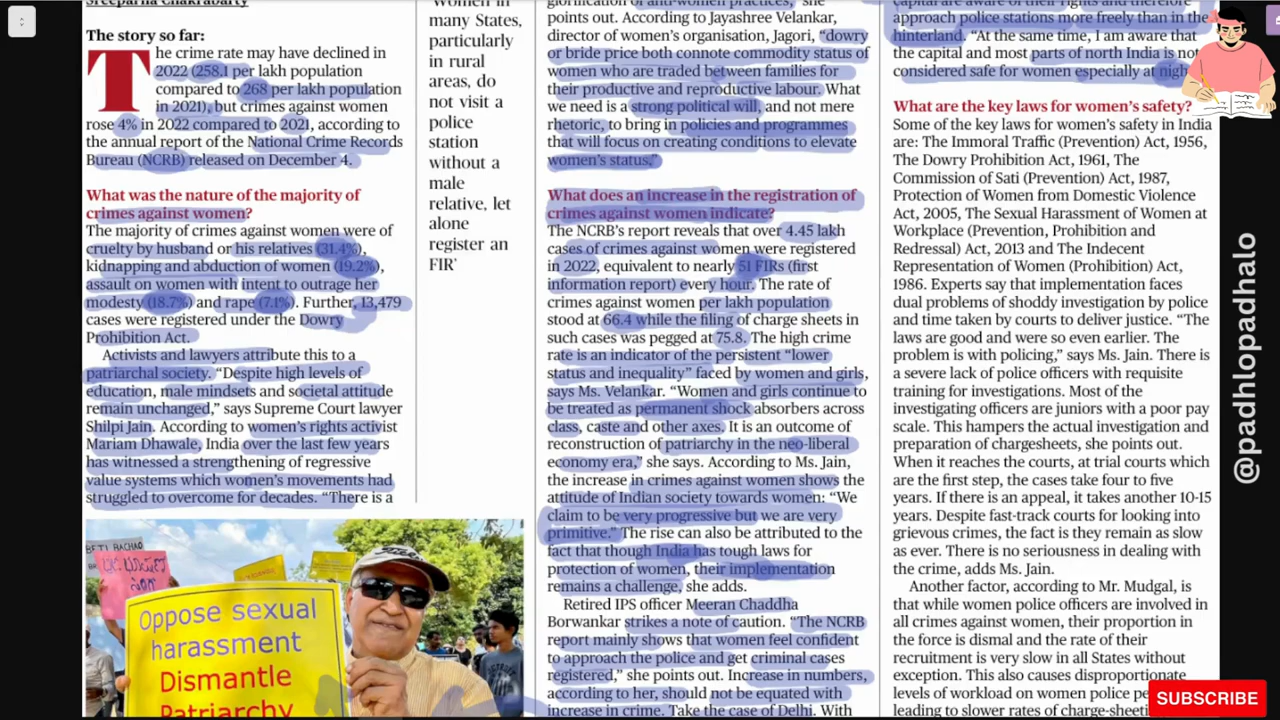 Sreeparna Chakrabarty
The story so far:
The crime rate may have declined in
2022 (258.1 per lakh population
compared to 268 per lakh population
in 2021), but crimes against women
rose 4% in 2022 compared to 2021, according to
the annual report of the National Crime Records
Bureau (NCRB) released on December 4.
What was the nature of the majority of
crimes against women?
The majority of crimes against women were of
cruelty by husband or his relatives (31.4%),
kidnapping and abduction of women (19.2%),
assault on women with intent to outrage her
modesty (18.7%) and rape (7.1%). Further, 13,479
cases were registered under the Dowry
Prohibition Act.
Activists and lawyers attribute this to a
patriarchal society. “Despite high levels of
education, male mindsets and societal attitude
remain unchanged,” says Supreme Court lawyer
Shilpi Jain. According to women’s rights activist
Mariam Dhawale, India over the last few years
has witnessed a strengthening of regressive
value systems which women’s movements had
struggled to overcome for decades. “There is a
Oppose sexual
harassment
Dismantle
Patriarchy
Women in
many States,
particularly
in rural
areas, do
not visit a
police
station
without a
male
relative, let
alone
register an
FIR’
glorification of anti-women practices,” she
points out. According to Jayashree Velankar,
director of women’s organisation, Jagori, “dowry
or bride price both connote commodity status of
women who are traded between families for
their productive and reproductive labour. What
we need is a strong political will, and not mere
rhetoric, to bring in policies and programmes
that will focus on creating conditions to elevate
women’s status,”
What does an increase in the registration of
crimes against women indicate?
The NCRB’s report reveals that over 4.45 lakh
cases of crimes against women were registered
in 2022, equivalent to nearly 51 FIRs (first
information report) every hour. The rate of
crimes against women per lakh population
stood at 66.4 while the filing of charge sheets in
such cases was pegged at 75.8. The high crime
rate is an indicator of the persistent “lower
status and inequality” faced by women and girls,
says Ms. Velankar. “Women and girls continue to
be treated as permanent shock absorbers across
class, caste and other axes. It is an outcome of
reconstruction of patriarchy in the neo-liberal
economy era,” she says. According to Ms. Jain,
the increase in crimes against women shows the
attitude of Indian society towards women: “We
claim to be very progressive but we are very
primitive.” The rise can also be attributed to the
fact that though India has tough laws for
protection of women, their implementation
remains a challenge, she adds.
Retired IPS officer Meeran Chaddha
Borwankar strikes a note of caution. “The NCRB
report mainly shows that women feel confident
to approach the police and get criminal cases
registered,” she points out. Increase in numbers,
according to her, should not be equated with
increase in crime. Take the case of Delhi. With
capital are aware of their rights and therefore
approach police stations more freely than in the
hinterland. “At the same time, I am aware that
the capital and most parts of north India is not
considered safe for women especially at
What are the key laws for women’s safety?
Some of the key laws for women’s safety in India
are: The Immoral Traffic (Prevention) Act, 1956,
The Dowry Prohibition Act, 1961, The
Commission of Sati (Prevention) Act, 1987,
Protection of Women from Domestic Violence
Act, 2005, The Sexual Harassment of Women at
Workplace (Prevention, Prohibition and
Redressal) Act, 2013 and The Indecent
Representation of Women (Prohibition) Act,
1986. Experts say that implementation faces
dual problems of shoddy investigation by police
and time taken by courts to deliver justice. “The
laws are good and were so even earlier. The
problem is with policing,” says Ms. Jain. There is
a severe lack of police officers with requisite
training for investigations. Most of the
investigating officers are juniors with a poor pay
scale. This hampers the actual investigation and
preparation of chargesheets, she points out.
When it reaches the courts, at trial courts which
are the first step, the cases take four to five
years. If there is an appeal, it takes another 10-15
years. Despite fast-track courts for looking into
grievous crimes, the fact is they remain as slow
as ever. There is no seriousness in dealing with
the crime, adds Ms. Jain.
Another factor, according to Mr. Mudgal, is
that while women police officers are involved in
all crimes against women, their proportion in
the force is dismal and the rate of their
recruitment is very slow in all States without
exception. This also causes disproportionate
levels of workload on women police
leading to slower rates of
@padhlopadhalo
SUBSCRIBE